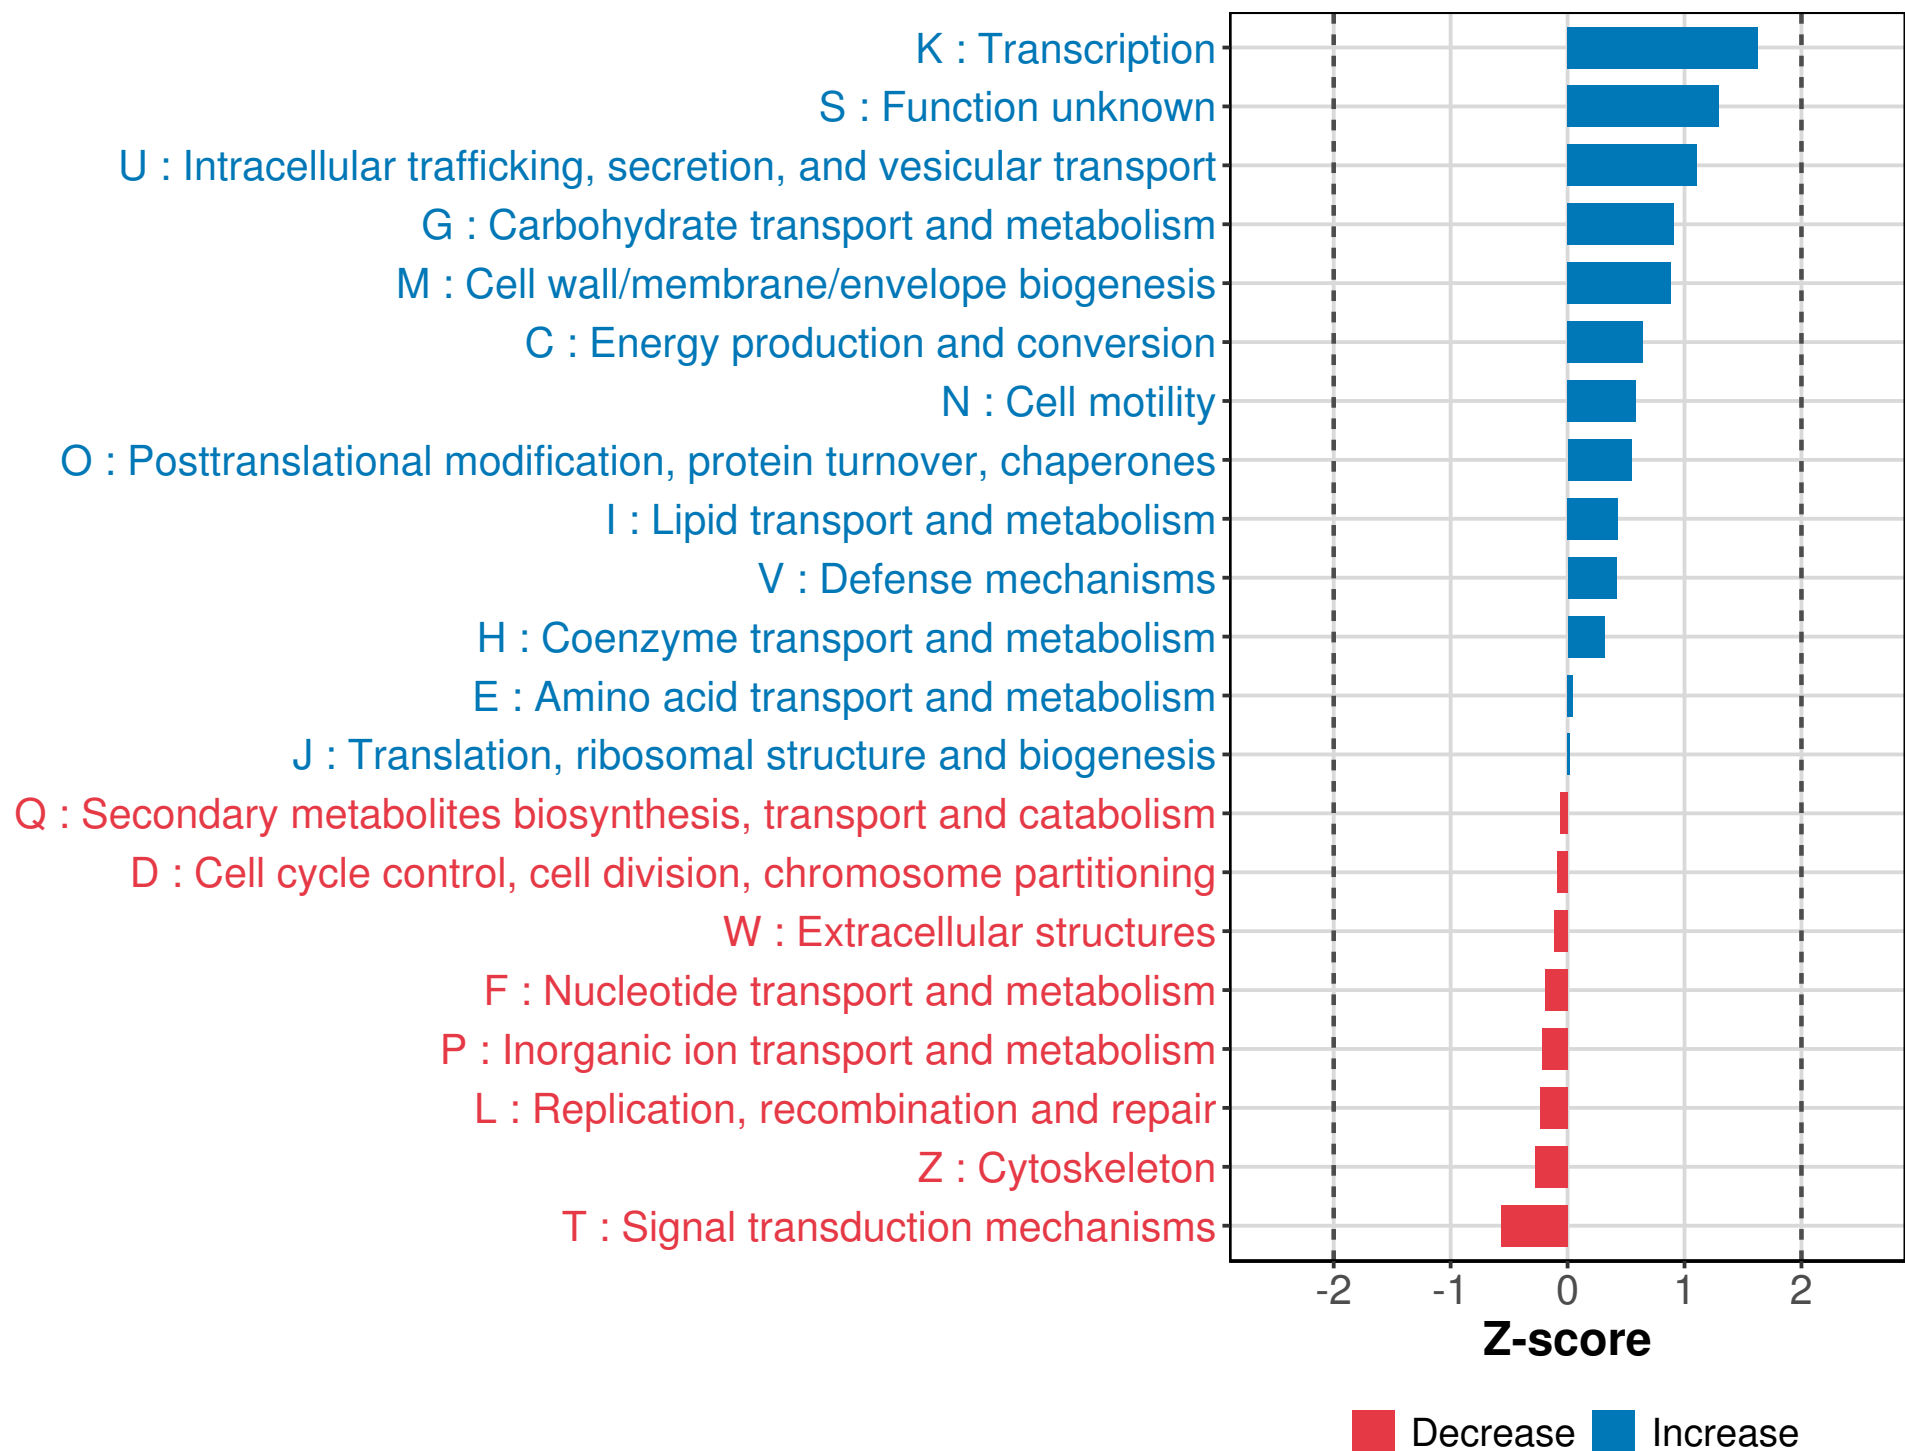 K : Transcription
S : Function unknown
U : Intracellular trafficking, secretion, and vesicular transport
G : Carbohydrate transport and metabolism
M : Cell wall/membrane/envelope biogenesis
C : Energy production and conversion
N : Cell motility
O : Posttranslational modification, protein turnover, chaperones
I : Lipid transport and metabolism
V : Defense mechanisms
H : Coenzyme transport and metabolism
E : Amino acid transport and metabolism
J : Translation, ribosomal structure and biogenesis
Q : Secondary metabolites biosynthesis, transport and catabolism
D : Cell cycle control, cell division, chromosome partitioning
W : Extracellular structures
F : Nucleotide transport and metabolism
P : Inorganic ion transport and metabolism
L : Replication, recombination and repair
Z : Cytoskeleton
T : Signal transduction mechanisms
-2 -1 0 1 2
Z-score
Decrease Increase